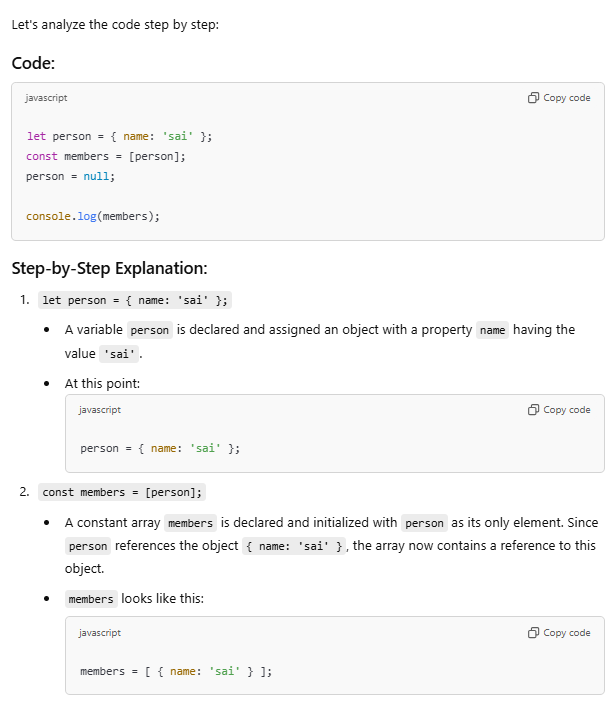 Let's analyze the code step by step:
Code:
javascript Copy code
let person = { name: 'sai' };
const members = [person];
person = null;
console.log(members);
Step-by-Step Explanation:
1. let person = { name: 'sai' };
• A variable person is declared and assigned an object with a property name having the
value 'sai'.
• At this point:
javascript Copy code
person = { name: 'sai' };
2. const members = [person];
• A constant array members is declared and initialized with person as its only element. Since
person references the object { name: 'sai' }, the array now contains a reference to this
object.
• members looks like this:
javascript Copy code
members = [ { name: 'sai' } ];